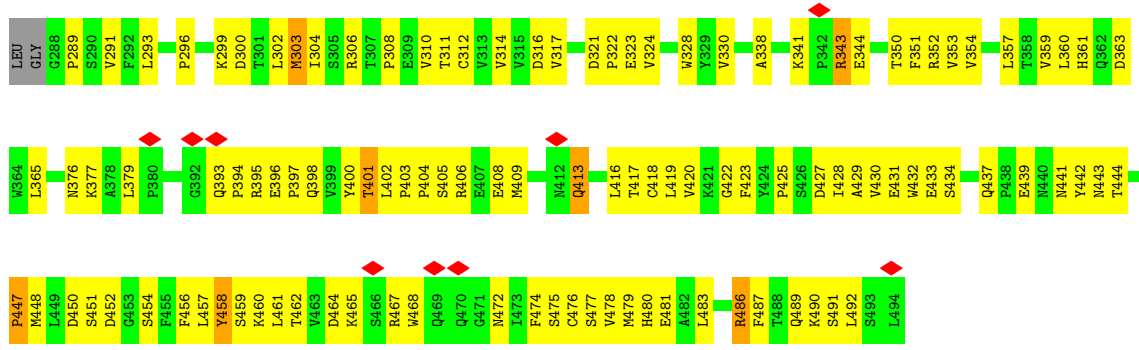 LEU GLY G288 P289 S290 V291 F292 L293 P296 K299 D300 T301 L302 M303 I304 S305 R306 T307 P308 E309 V310 T311 G312 V313 V314 V315 D316 V317 D321 P322 E323 V324 W328 Y329 V330 A338 K341 P342 R343 E344 T350 F351 R352 V353 V354 L357 T358 V359 L360 H361 Q362 D363
W364 L365 N376 K377 A378 L379 P380 G392 Q393 P394 R395 E396 P397 Q398 V399 Y400 T401 L402 P403 P404 S405 R406 E407 E408 M409 N412 Q413 L416 T417 C418 L419 V420 K421 G422 F423 Y424 P425 S426 D427 I428 A429 V430 E431 W432 E433 S434 Q437 P438 E439 N440 N441 Y442 N443 T444
P447 M448 L449 D450 S451 D452 G453 S454 F455 F456 L457 Y458 S459 K460 L461 T462 V463 D464 K465 S466 R467 W468 Q469 Q470 G471 N472 I473 F474 S475 C476 S477 V478 M479 H480 E481 A482 L483 R486 F487 T488 Q489 K490 S491 L492 S493 L494